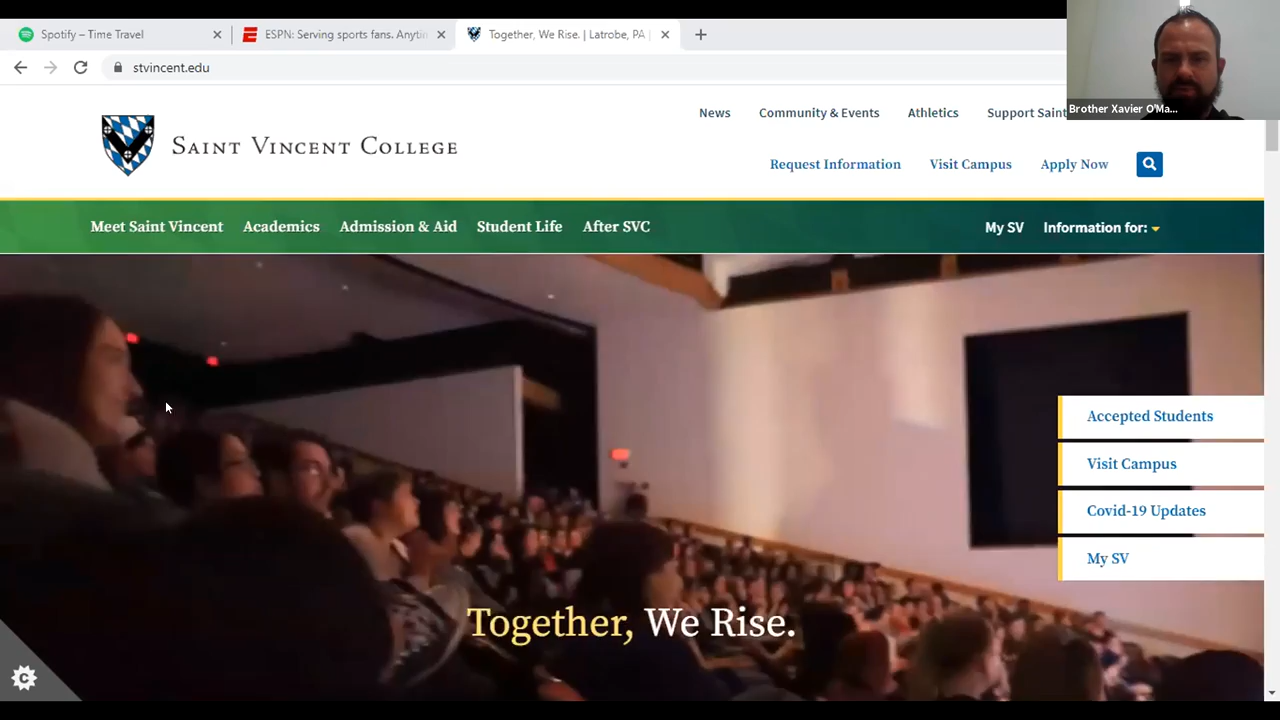 Spotify – Time Travel
ESPN: Serving sports fans. Anytin
Together, We Rise. | Latrobe, PA |
stvincent.edu
Brother Xavier O'Ma...
News Community & Events Athletics Support Saint
SAINT VINCENT COLLEGE
Request Information Visit Campus Apply Now
Meet Saint Vincent Academics Admission & Aid Student Life After SVC My SV Information for:
Accepted Students
Visit Campus
Covid-19 Updates
My SV
Together, We Rise.
C